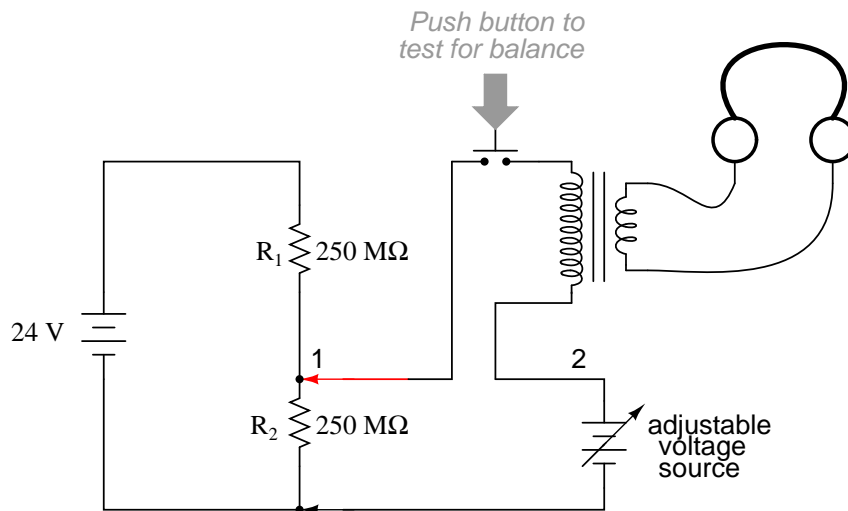 Push button to
test for balance
R1 250 MΩ
24 V
1
2
R2 250 MΩ
adjustable
voltage
source